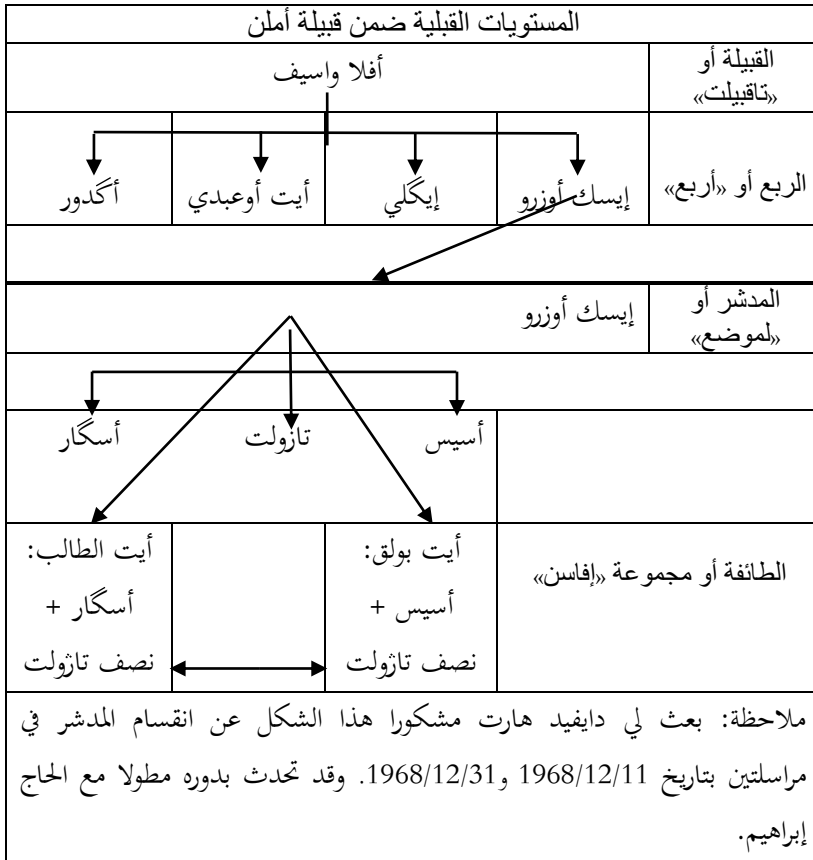 المستويات القبلية ضمن قبيلة أملن
القبيلة أو
«تاقبيلت»
أفلا واسيف
الربع أو «أربع»
إيسك أوزرو
إيگلي
أيت أوعبدي
أگدور
المدشر أو
«لموضع»
إيسك أوزرو
أسيس
تازولت
أسگار
الطائفة أو مجموعة «إفاسن»
أيت بولق:
أسيس +
نصف تازولت
أيت الطالب:
أسگار +
نصف تازولت
ملاحظة: بعث لي دايفيد هارت مشكورا هذا الشكل عن انقسام المدشر في
مراسلتين بتاريخ 1968/12/11 و1968/12/31. وقد تحدث بدوره مطولا مع الحاج
إبراهيم.